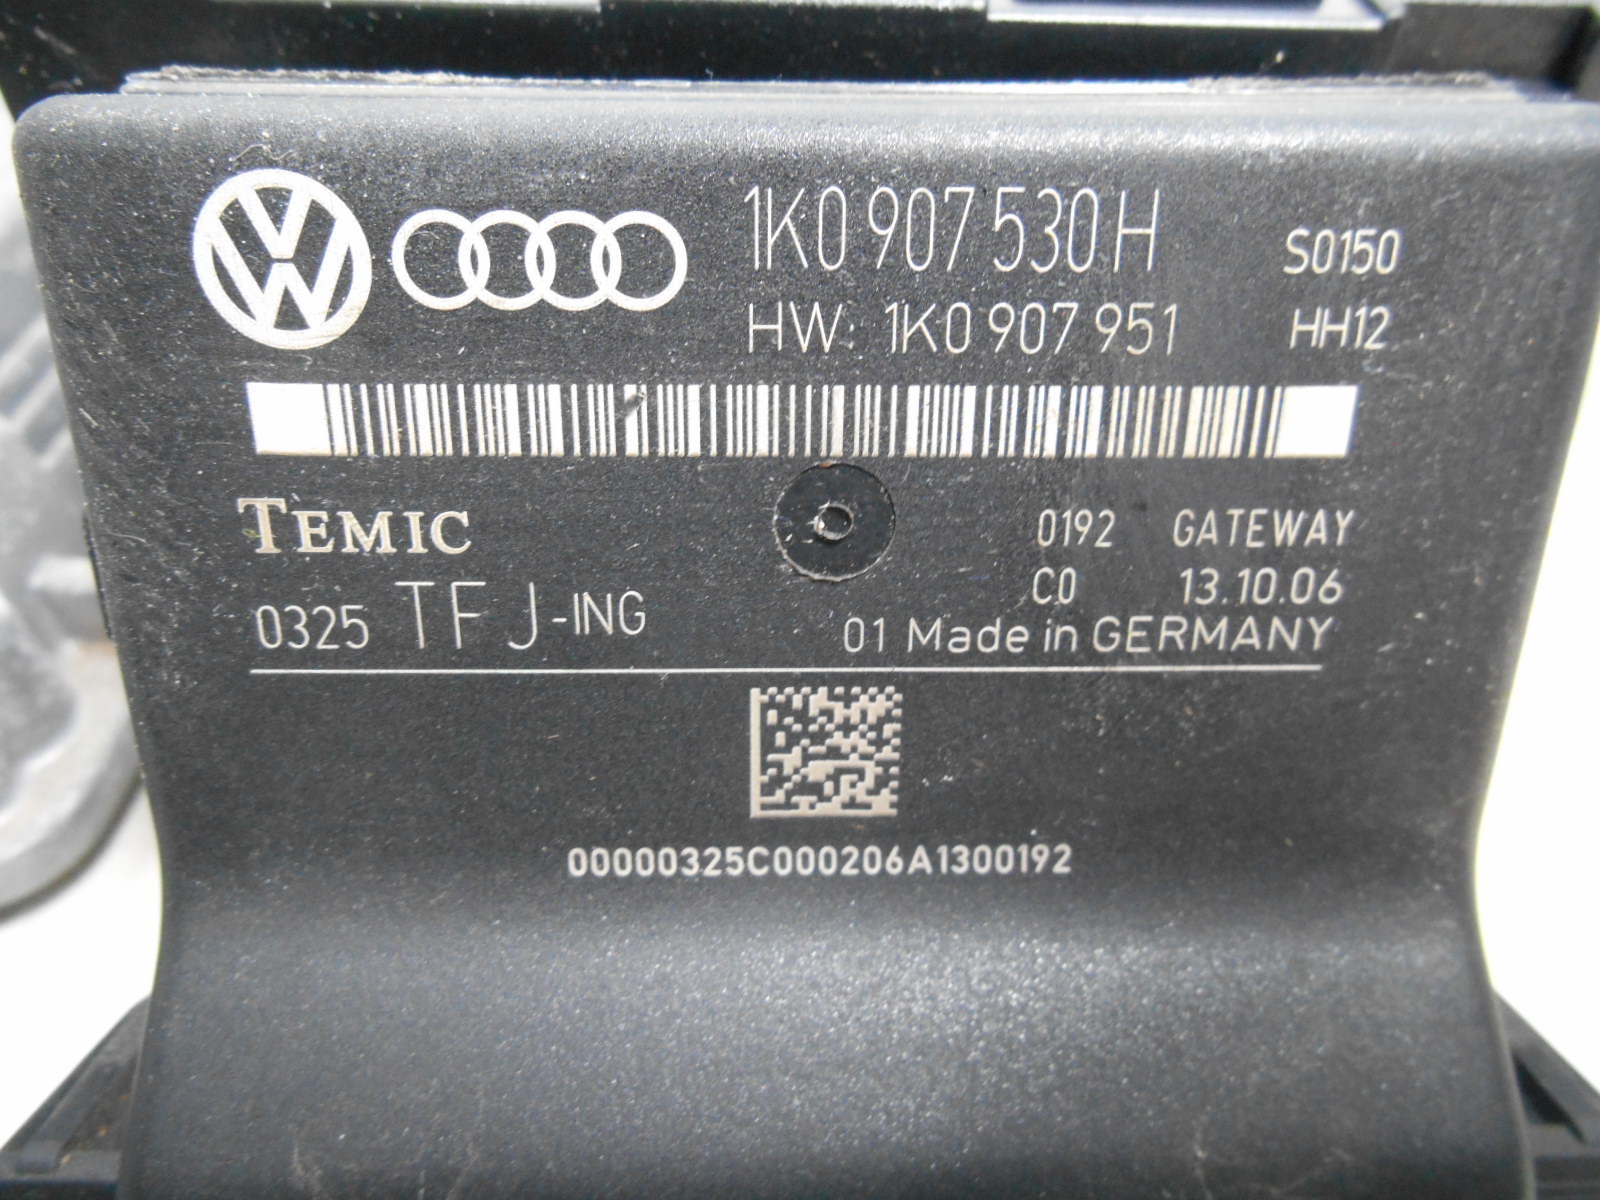 1K0 907 530 H S0150
HW: 1K0 907 951 HH12
TEMIC 0192 GATEWAY
C0 13.10.06
0325 TF J-ING 01 Made in GERMANY
00000325C000206A1300192